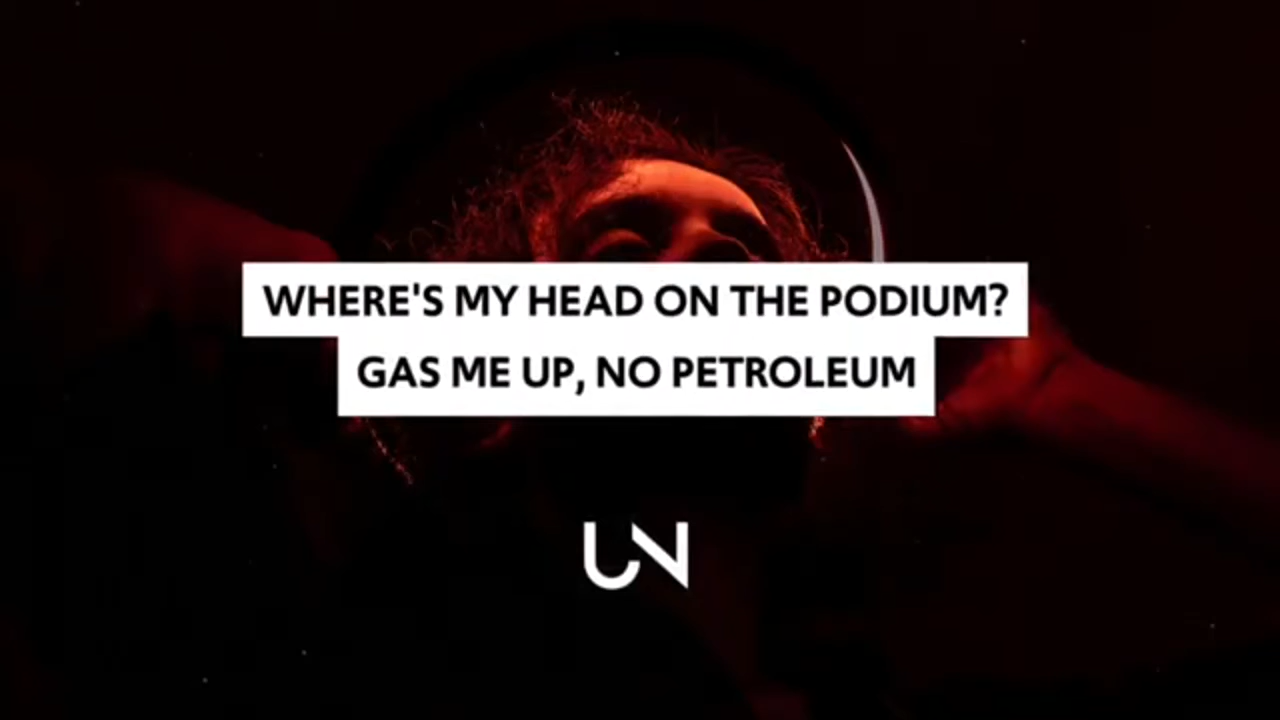 WHERE'S MY HEAD ON THE PODIUM?
GAS ME UP, NO PETROLEUM
UN